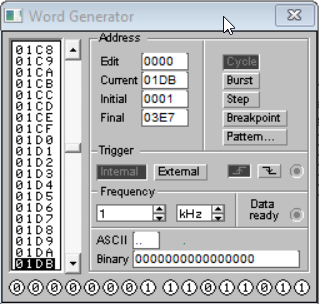 Word Generator
01C8
01C9
01CA
01CB
01CC
01CD
01CE
01CF
01D0
01D1
01D2
01D3
01D4
01D5
01D6
01D7
01D8
01D9
01DA
01DB
Address
Edit 0000
Current 01DB
Initial 0001
Final 03E7
Cycle
Burst
Step
Breakpoint
Pattern...
Trigger
Internal External
Frequency
1 kHz
Data
ready
ASCII ..
.
Binary 0000000000000000
0 0 0 0 0 0 0 1 1 1 0 1 1 0 1 1